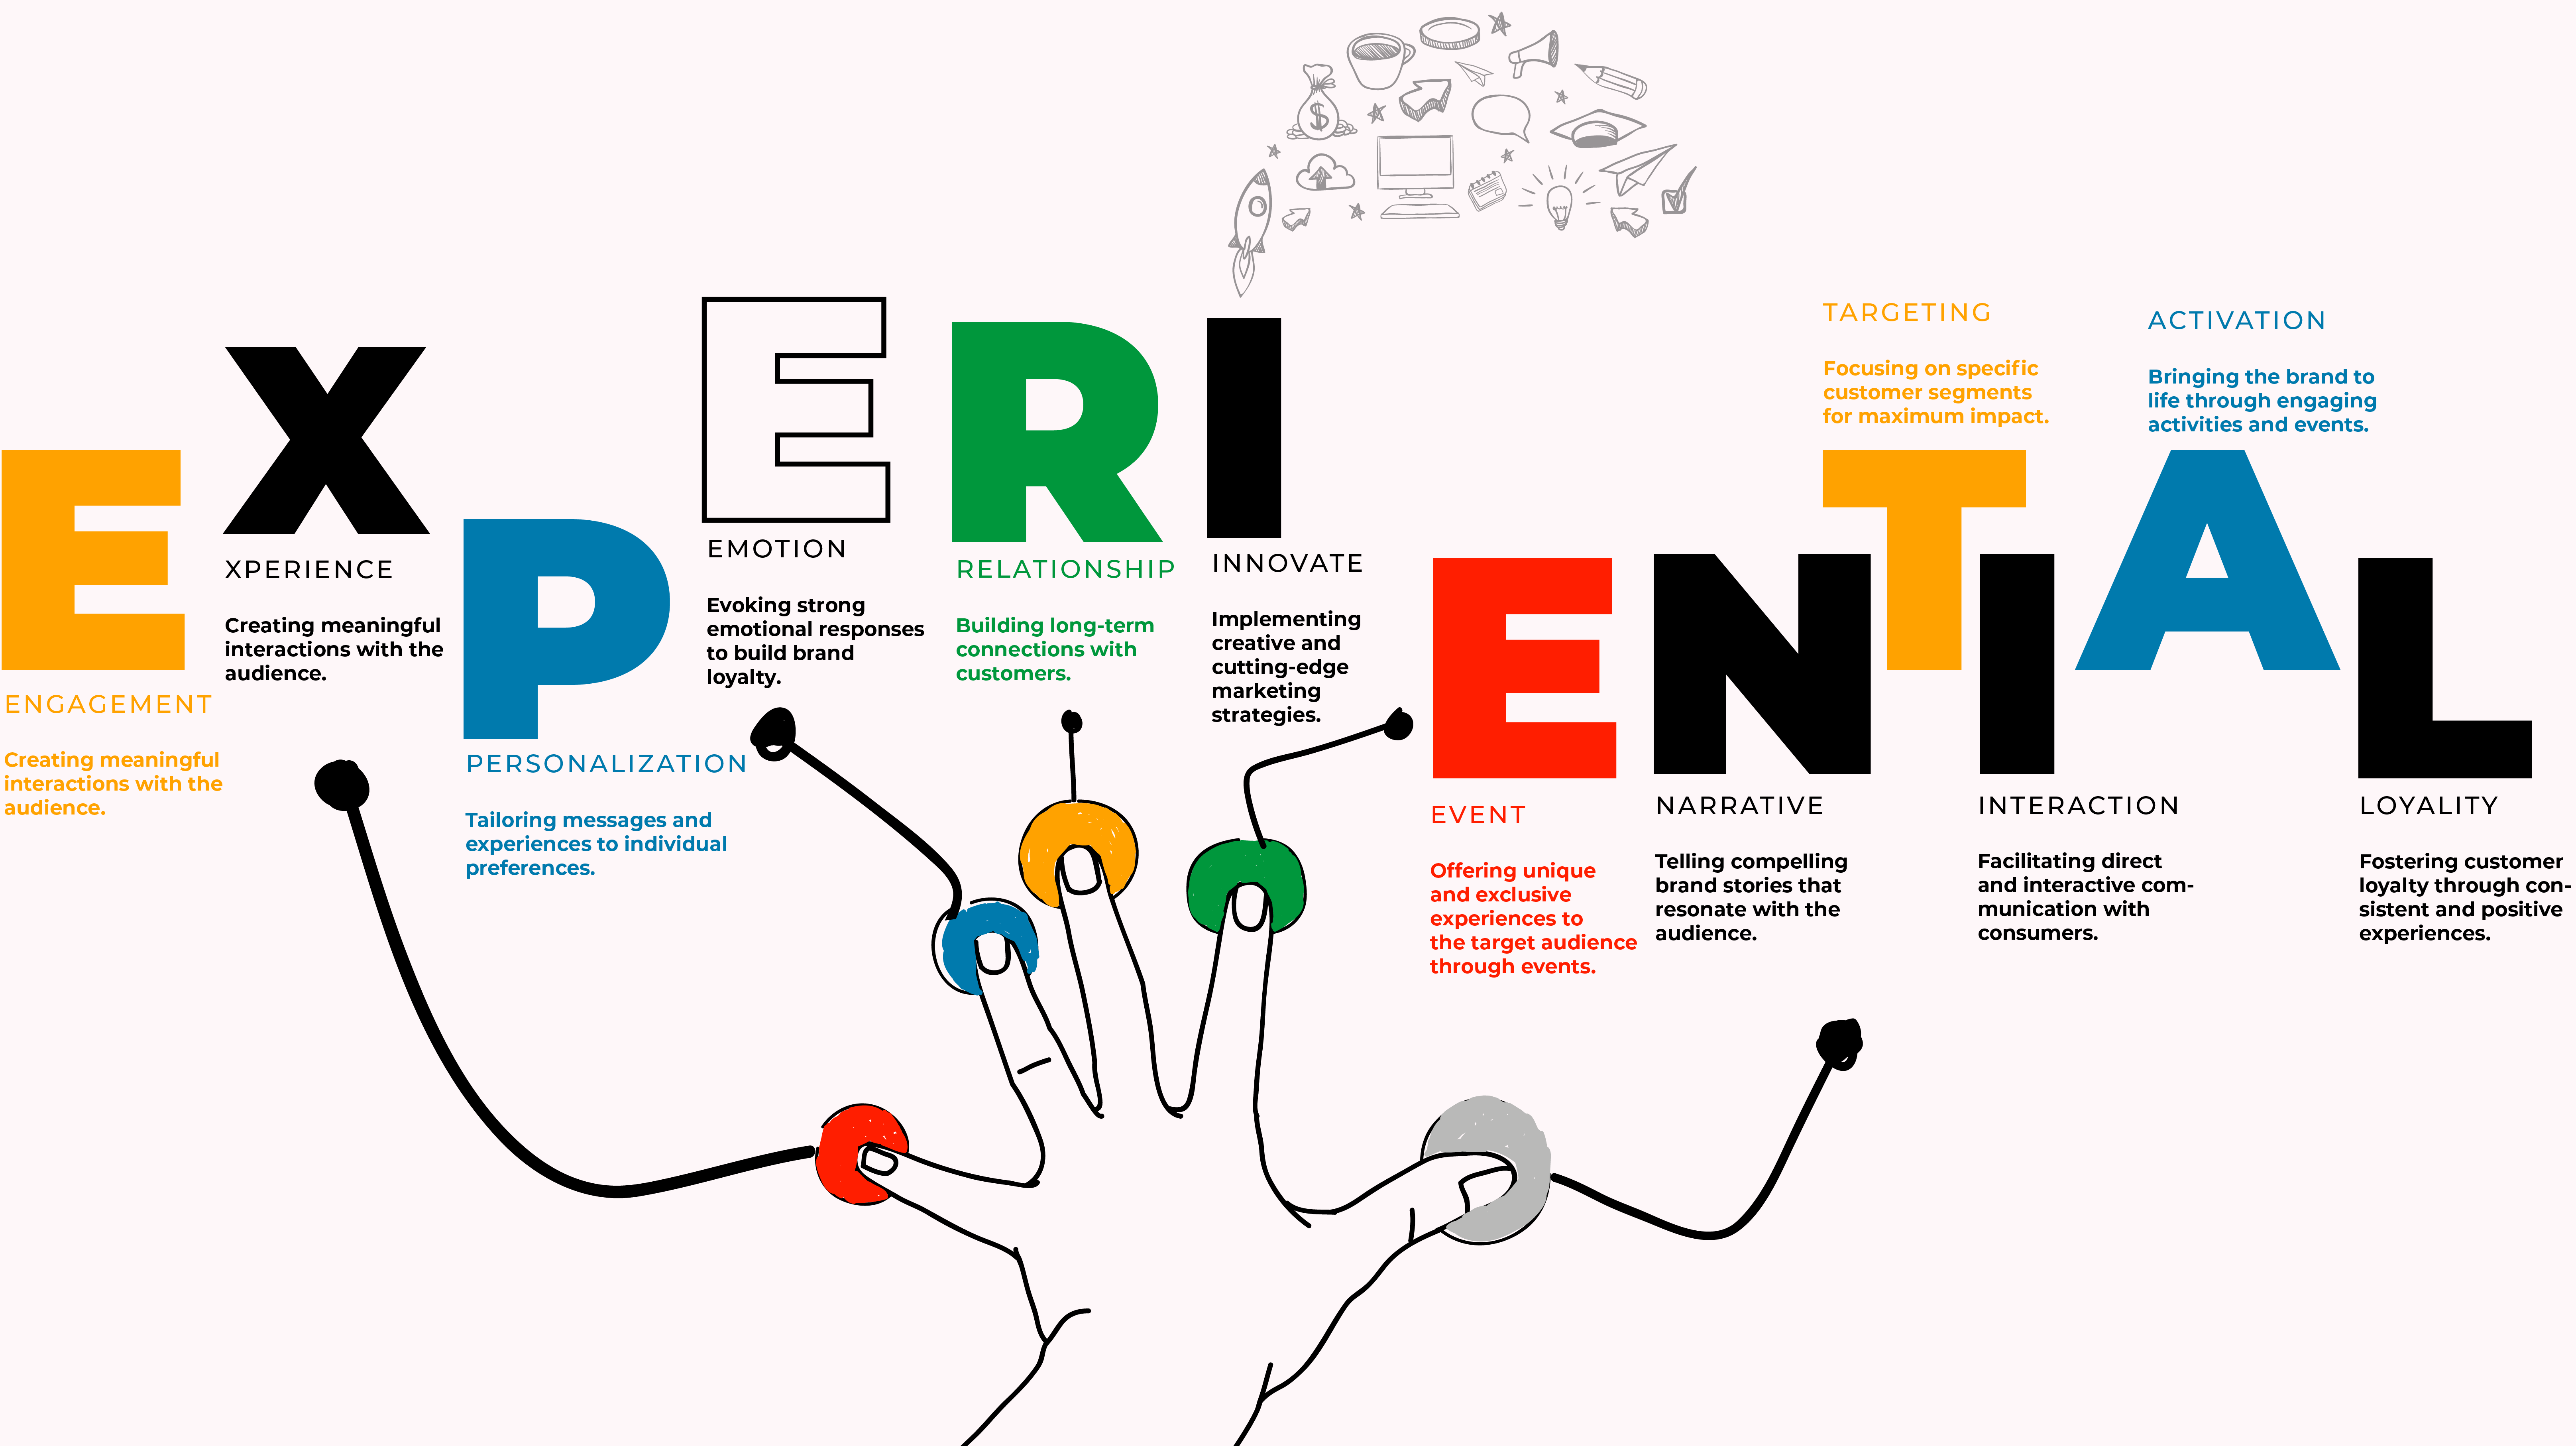 E
ENGAGEMENT
Creating meaningful
interactions with the
audience.
X
XPERIENCE
Creating meaningful
interactions with the
audience.
P
PERSONALIZATION
Tailoring messages and
experiences to individual
preferences.
E
EMOTION
Evoking strong
emotional responses
to build brand
loyalty.
R
RELATIONSHIP
Building long-term
connections with
customers.
I
INNOVATE
Implementing
creative and
cutting-edge
marketing
strategies.
$
E
EVENT
Offering unique
and exclusive
experiences to
the target audience
through events.
N
NARRATIVE
Telling compelling
brand stories that
resonate with the
audience.
TARGETING
Focusing on specific
customer segments
for maximum impact.
T
I
INTERACTION
Facilitating direct
and interactive com-
munication with
consumers.
ACTIVATION
Bringing the brand to
life through engaging
activities and events.
A
L
LOYALITY
Fostering customer
loyalty through con-
sistent and positive
experiences.